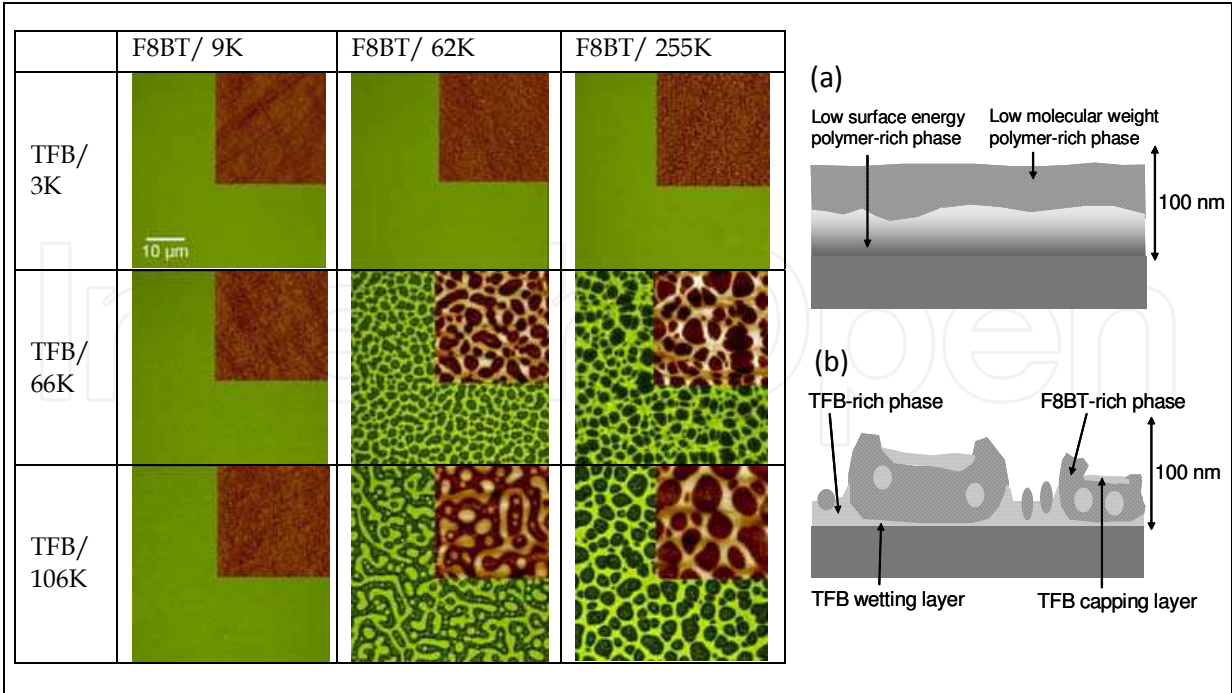 F8BT/ 9K
F8BT/ 62K
F8BT/ 255K
TFB/
3K
10 µm
TFB/
66K
TFB/
106K
(a)
Low surface energy
polymer-rich phase
Low molecular weight
polymer-rich phase
100 nm
(b)
TFB-rich phase
F8BT-rich phase
100 nm
TFB wetting layer
TFB capping layer